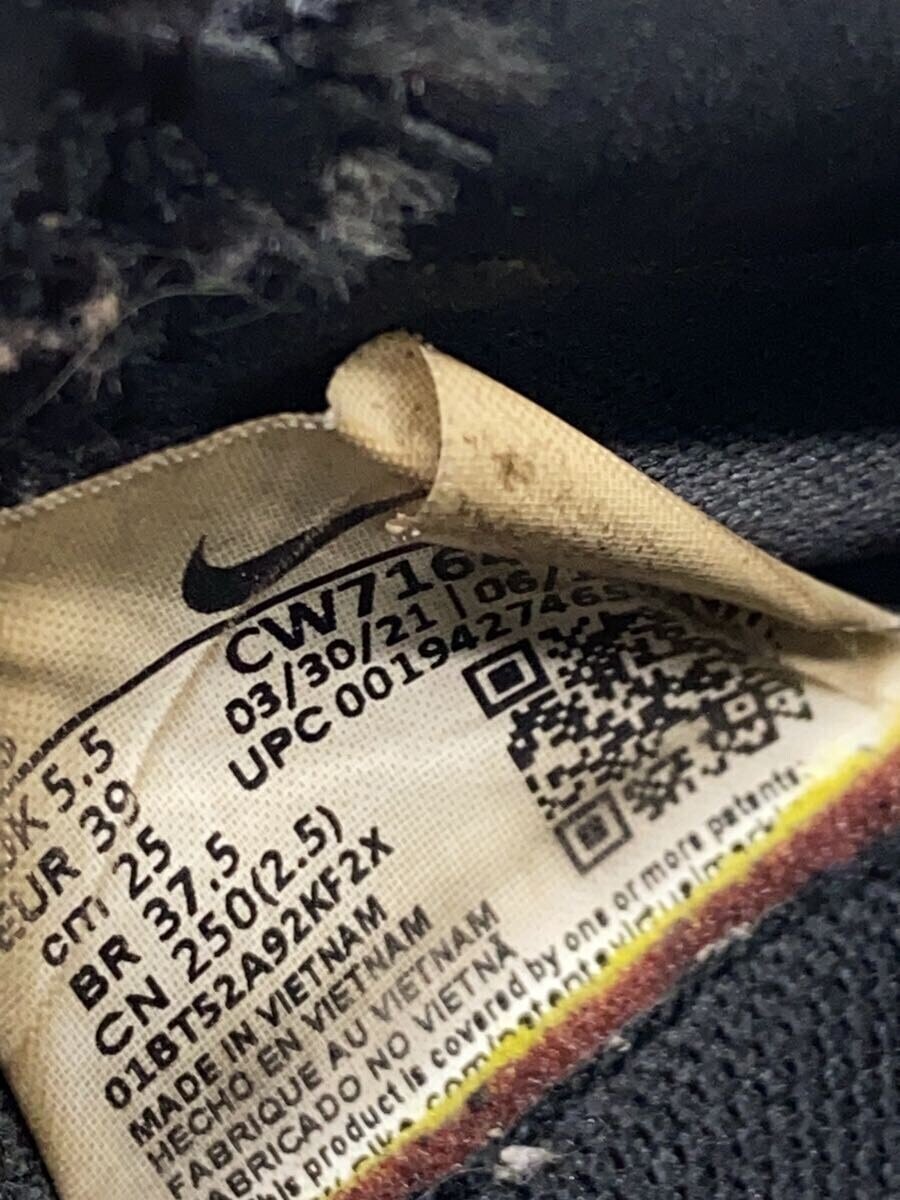 CW716
03/30/21 | 06/
UPC 0019427465
UK 5.5
EUR 39
cm 25
BR 37.5
CN 250(2.5)
01BT52A92KF2X
MADE IN VIETNAM
HECHO EN VIETNAM
FABRIQUE AU VIETNAM
FABRICADO NO VIETNÃ
This product is covered by one or more patents.